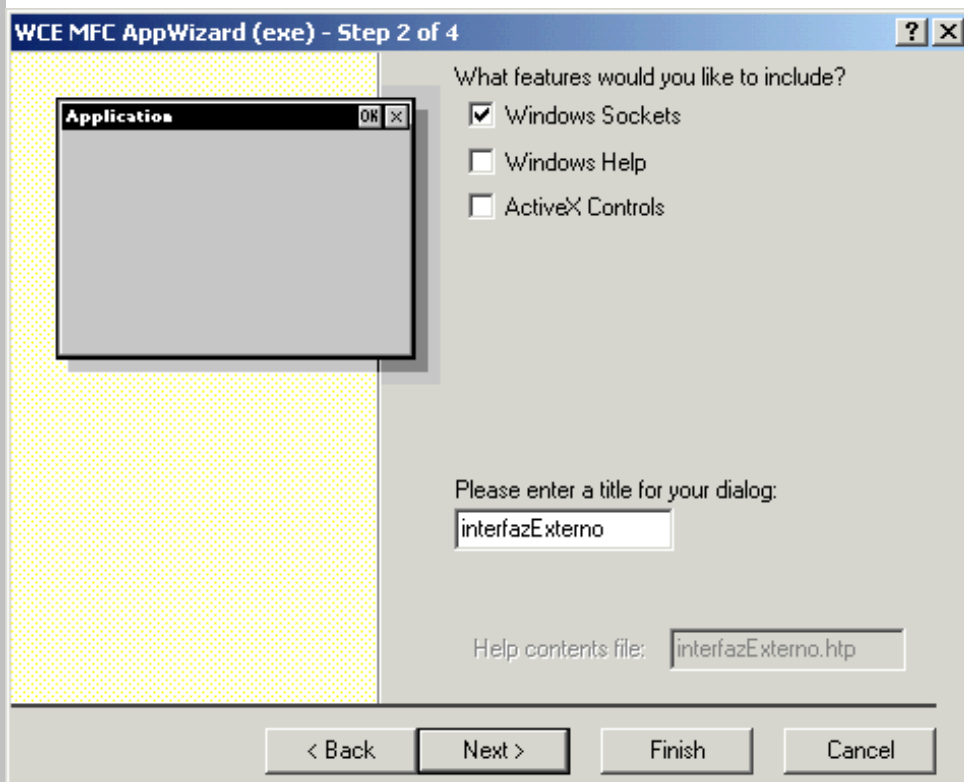 WCE MFC AppWizard (exe) - Step 2 of 4
What features would you like to include?
Application OK
Windows Sockets
Windows Help
ActiveX Controls
Please enter a title for your dialog:
interfazExterno
Help contents file: interfazExterno.htp
< Back Next > Finish Cancel